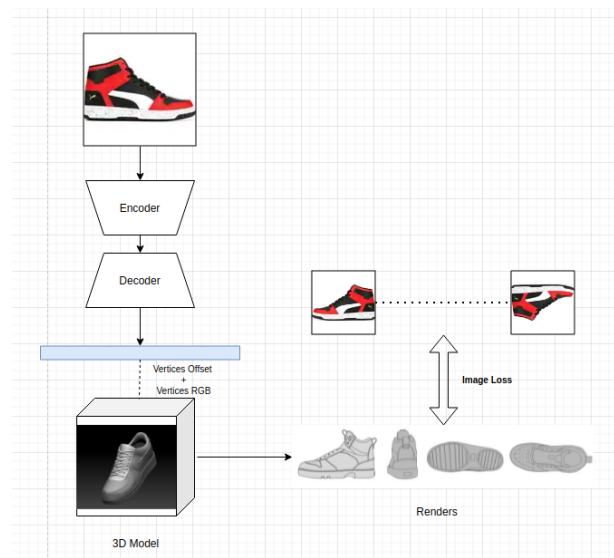 Encoder
Decoder
Vertices Offset
+
Vertices RGB
Image Loss
Renders
3D Model